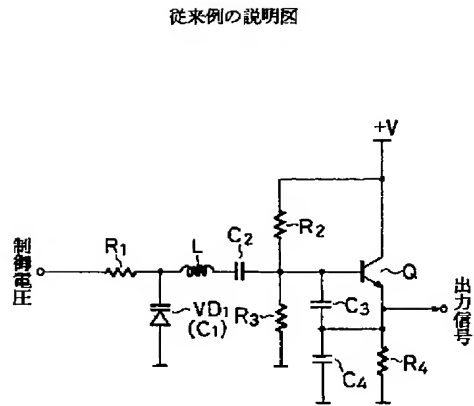 従来例の説明図
+V
制御電圧
R1
L
C2
R2
VD1
(C1)
R3
C3
Q
出力信号
C4
R4